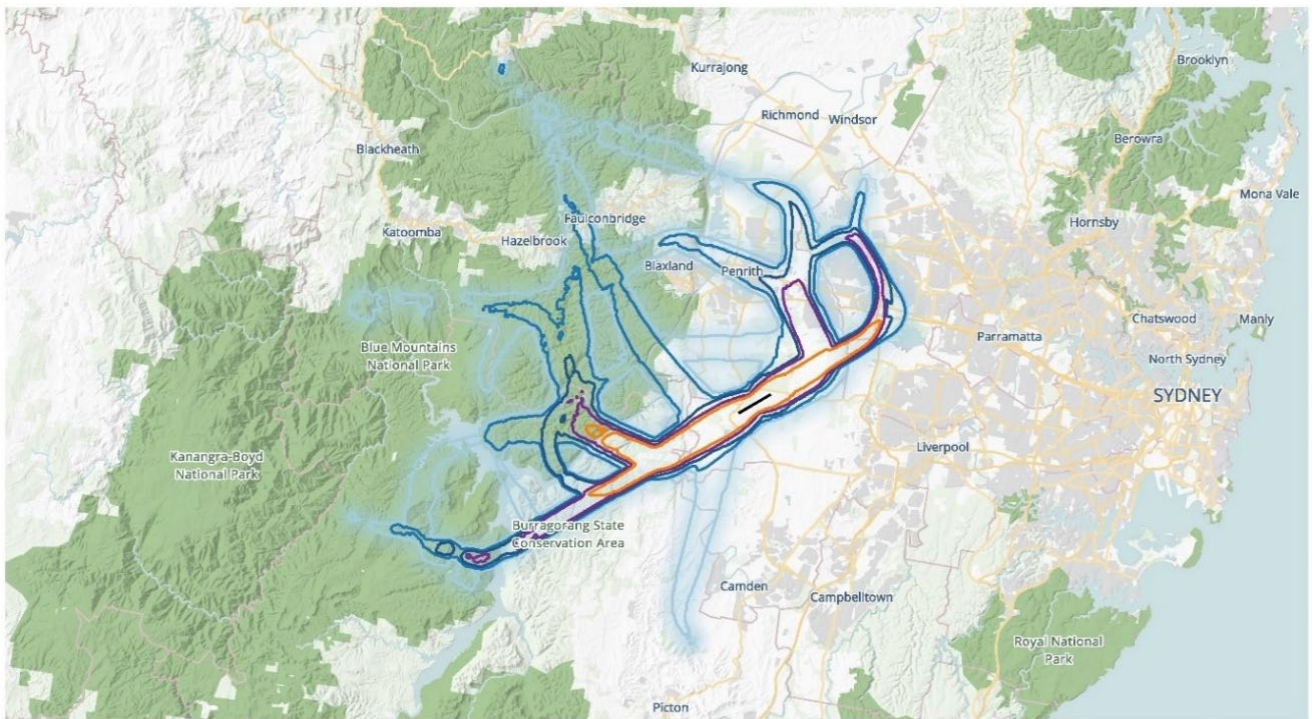 Kurrajong
Brooklyn
Richmond
Windsor
Berowra
Blackheath
Mona Vale
Faulconbridge
Hornsby
Katoomba
Hazelbrook
Blaxland
Penrith
Chatswood
Manly
Parramatta
Blue Mountains
National Park
North Sydney
SYDNEY
Liverpool
Kanangra-Boyd
National Park
Burragorang State
Conservation Area
Camden
Campbelltown
Royal National
Park
Picton